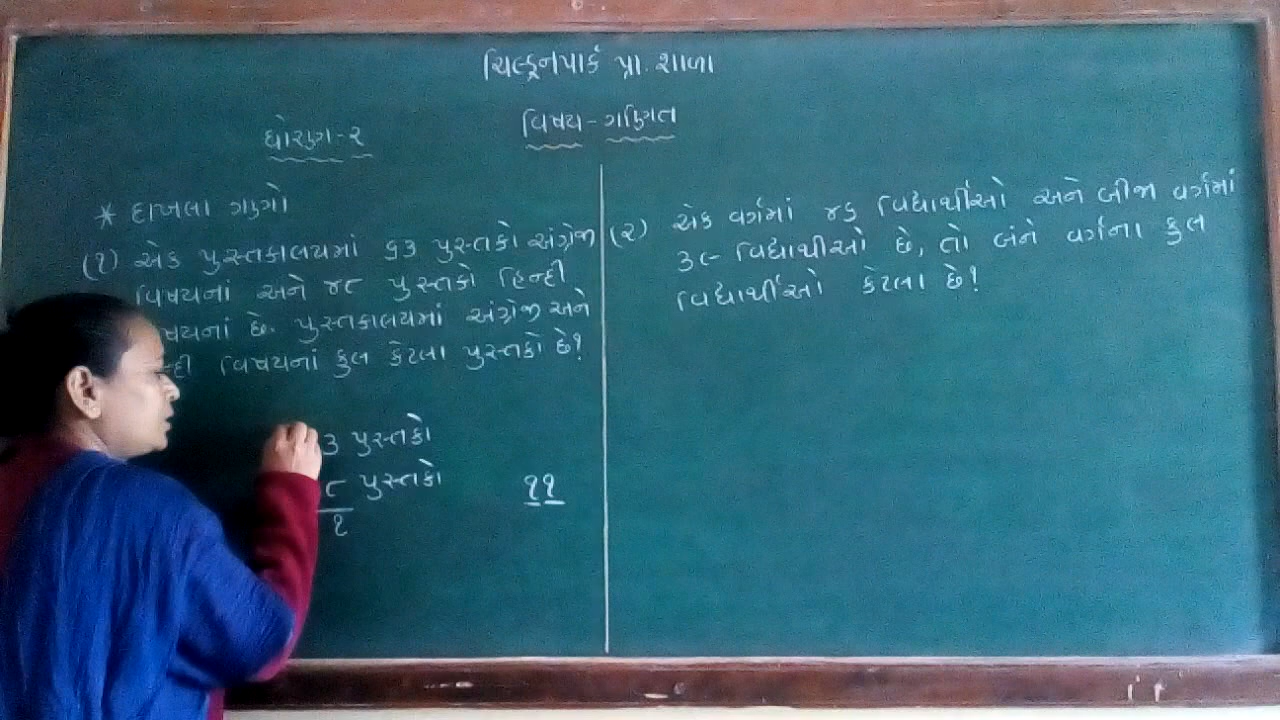 ચિલ્ડ્રનપાર્ક પ્રા. શાળા
ધોરણ-૨
વિષય-ગણિત
* દાખલા ગણો
(૧) એક પુસ્તકાલયમાં ૬૩ પુસ્તકો અંગ્રેજી
વિષયનાં અને ૪૮ પુસ્તકો હિન્દી
ષયનાં છે. પુસ્તકાલયમાં અંગ્રેજી અને
ન્દી વિષયનાં કુલ કેટલા પુસ્તકો છે?
૩ પુસ્તકો
૮ પુસ્તકો
૧
૧૧
(૨) એક વર્ગમાં ૪૬ વિદ્યાર્થીઓ અને બીજા વર્ગમાં
૩૯ વિદ્યાર્થીઓ છે, તો બંને વર્ગના કુલ
વિદ્યાર્થીઓ કેટલા છે?